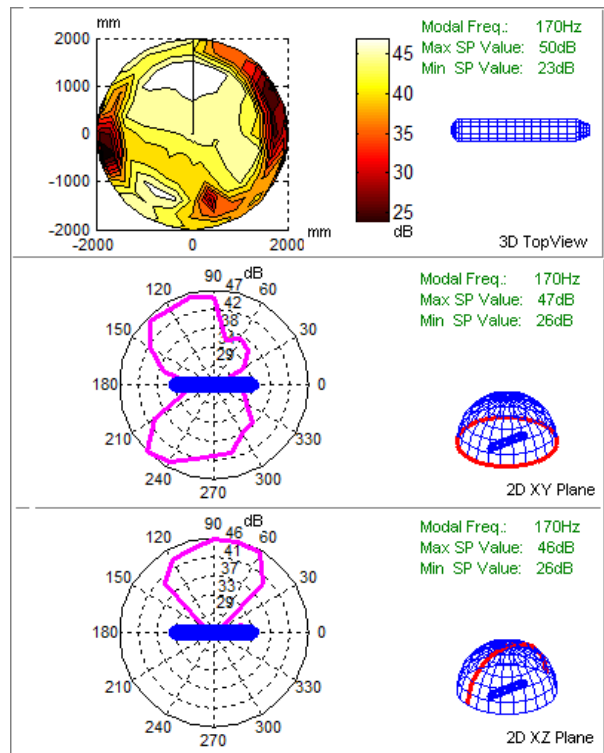 mm
2000
1000
0
-1000
-2000
-2000
0
2000
mm
45
40
35
30
25
dB
Modal Freq.: 170Hz
Max SP Value: 50dB
Min SP Value: 23dB
3D TopView
90
dB
47
42
38
29
120
60
150
30
180
0
210
330
240
300
270
Modal Freq.: 170Hz
Max SP Value: 47dB
Min SP Value: 26dB
2D XY Plane
90
dB
46
41
37
33
29
120
60
150
30
180
0
210
330
240
300
270
Modal Freq.: 170Hz
Max SP Value: 46dB
Min SP Value: 26dB
2D XZ Plane